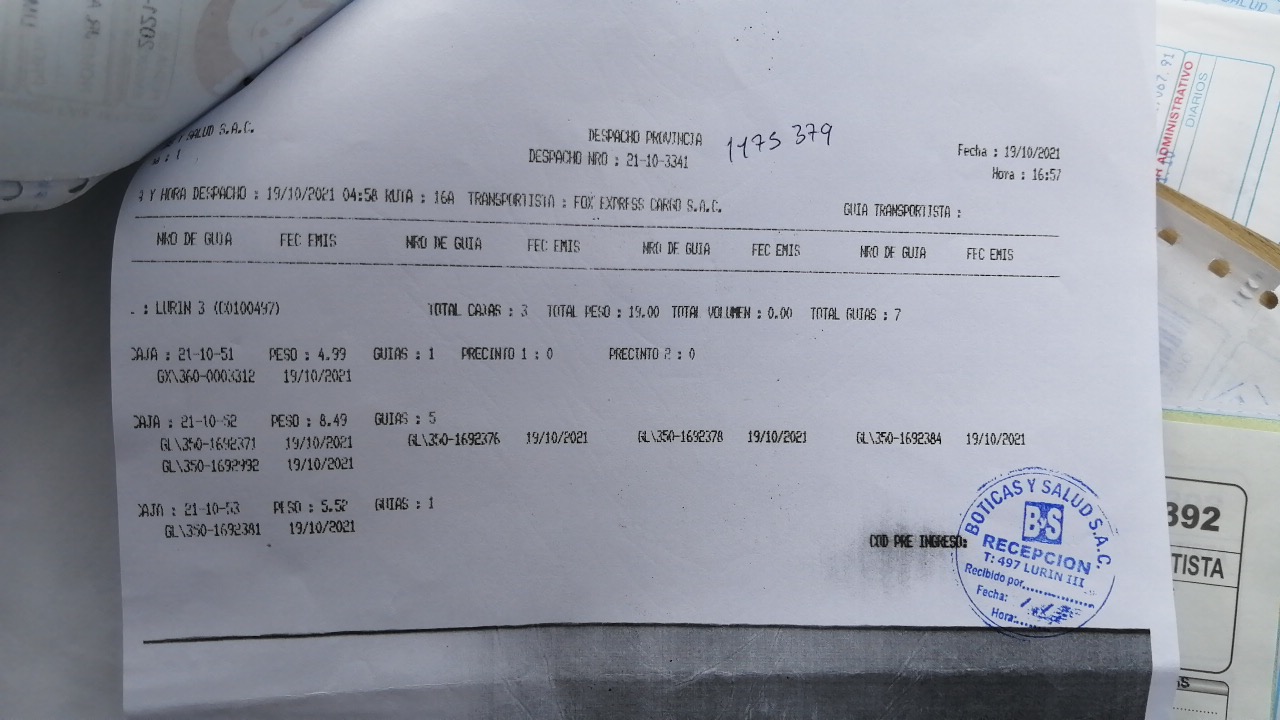 SALUD S.A.C.
DESPACHO PROVINCIA
1175 379
DESPACHO NRO : 21-10-3341
Fecha : 19/10/2021
Hora : 16:57
Y HORA DESPACHO : 19/10/2021 04:58 RUTA : 16A TRANSPORTISTA : FOX EXPRESS CARGO S.A.C. GUIA TRANSPORTISTA :
NRO DE GUIA FEC EMIS NRO DE GUIA FEC EMIS NRO DE GUIA FEC EMIS NRO DE GUIA FEC EMIS
. : LURIN 3 (C0100497) TOTAL CAJAS : 3 TOTAL PESO : 19.00 TOTAL VOLUMEN : 0.00 TOTAL GUIAS : 7
CAJA : 21-10-51 PESO : 4.99 GUIAS : 1 PRECINTO 1 : 0 PRECINTO 2 : 0
GX\360-0003312 19/10/2021
CAJA : 21-10-52 PESO : 8.49 GUIAS : 5
GL\350-1692371 19/10/2021 GL\350-1692376 19/10/2021 GL\350-1692378 19/10/2021 GL\350-1692384 19/10/2021
GL\350-1692492 19/10/2021
CAJA : 21-10-53 PESO : 5.52 GUIAS : 1
GL\350-1692381 19/10/2021
COD PRE INGRESO:
BOTICAS Y SALUD S.A.C.
B&S
RECEPCION
T: 497 LURIN III
Recibido por
Fecha:
Hora:
ADMINISTRATIVO
DIARIOS
392
TISTA